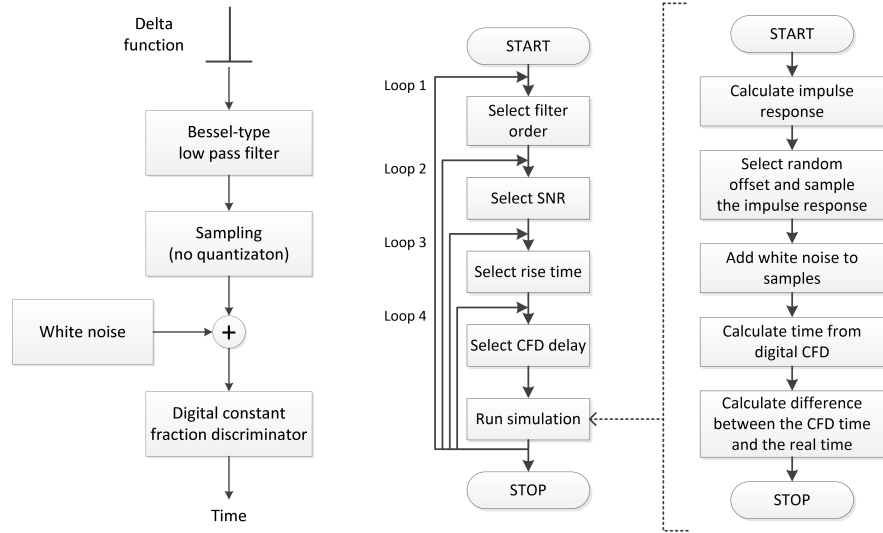 Delta
function
Bessel-type
low pass filter
Sampling
(no quantizaton)
White noise
+
Digital constant
fraction discriminator
Time
START
Loop 1
Select filter
order
Loop 2
Select SNR
Loop 3
Select rise time
Loop 4
Select CFD delay
Run simulation
STOP
START
Calculate impulse
response
Select random
offset and sample
the impulse response
Add white noise to
samples
Calculate time from
digital CFD
Calculate difference
between the CFD time
and the real time
STOP